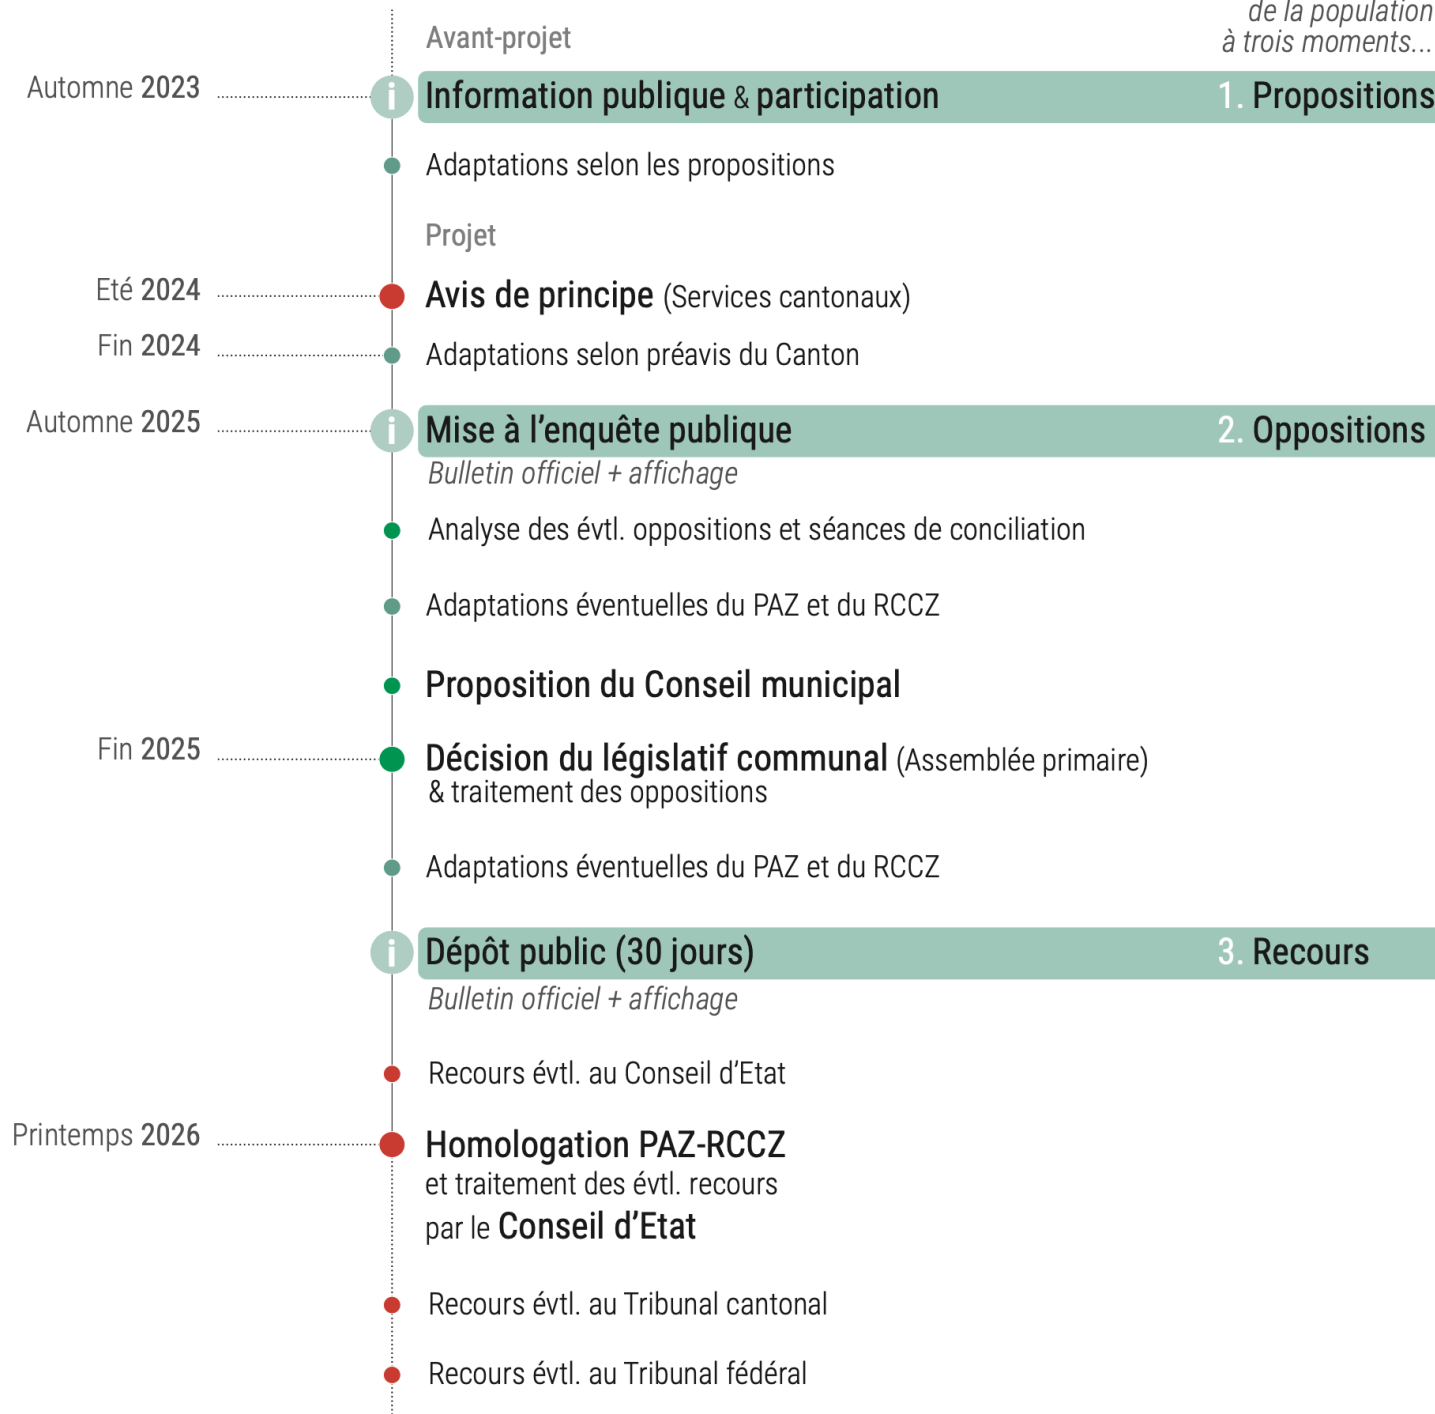 de la population
à trois moments...
Avant-projet
Automne 2023
i
Information publique & participation
1. Propositions
Adaptations selon les propositions
Projet
Eté 2024
Avis de principe (Services cantonaux)
Fin 2024
Adaptations selon préavis du Canton
Automne 2025
i
Mise à l’enquête publique
2. Oppositions
Bulletin officiel + affichage
Analyse des évtl. oppositions et séances de conciliation
Adaptations éventuelles du PAZ et du RCCZ
Proposition du Conseil municipal
Fin 2025
Décision du législatif communal (Assemblée primaire)
& traitement des oppositions
Adaptations éventuelles du PAZ et du RCCZ
i
Dépôt public (30 jours)
3. Recours
Bulletin officiel + affichage
Recours évtl. au Conseil d’Etat
Printemps 2026
Homologation PAZ-RCCZ
et traitement des évtl. recours
par le Conseil d’Etat
Recours évtl. au Tribunal cantonal
Recours évtl. au Tribunal fédéral